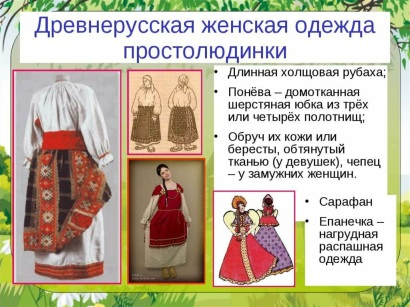 Древнерусская женская одежда
простолюдинки
• Длинная холщовая рубаха;
• Понёва – домотканная
шерстяная юбка из трёх
или четырёх полотнищ;
• Обруч их кожи или
бересты, обтянутый
тканью (у девушек), чепец
– у замужних женщин.
• Сарафан
• Епанечка –
нагрудная
распашная
одежда